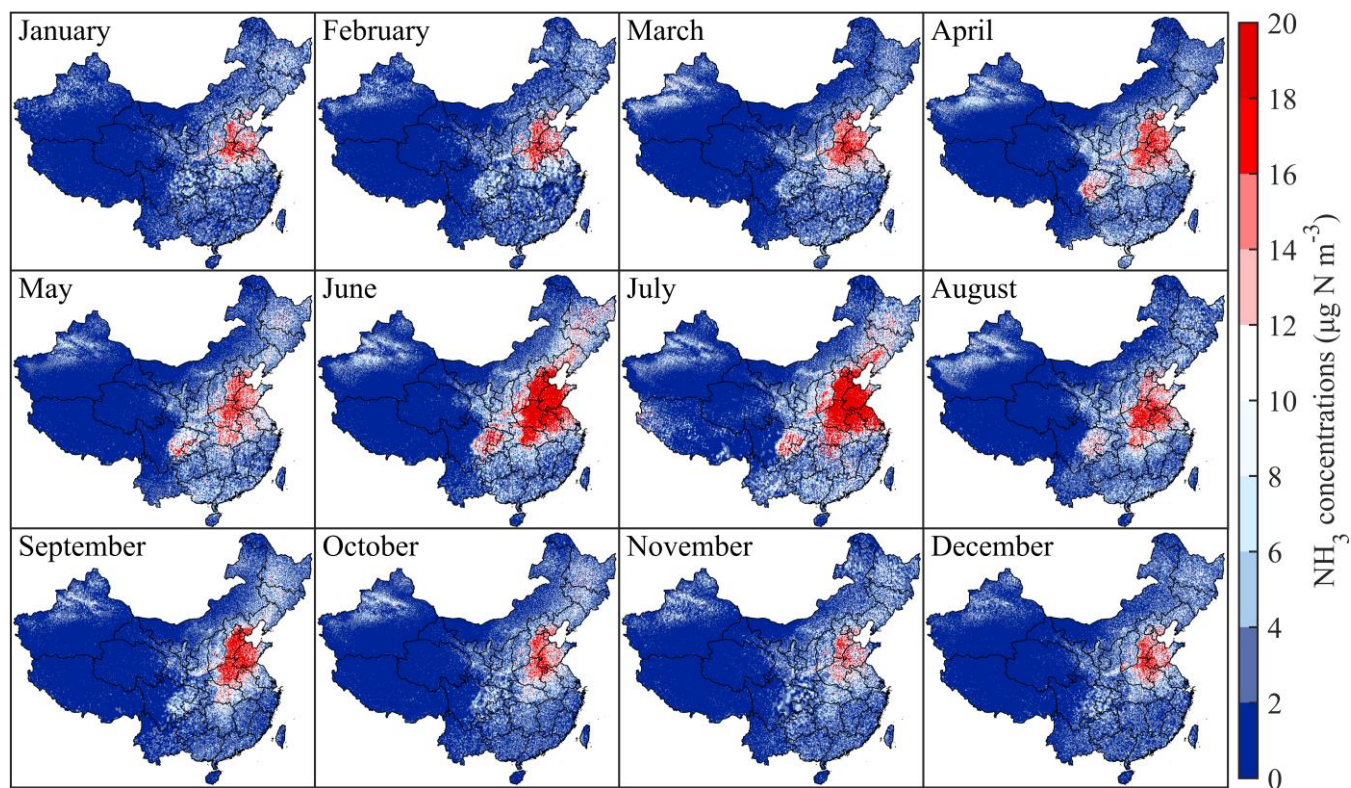 January
February
March
April
May
June
July
August
September
October
November
December
20
18
16
14
12
10
8
6
4
2
0
NH₃ concentrations (μg N m⁻³)